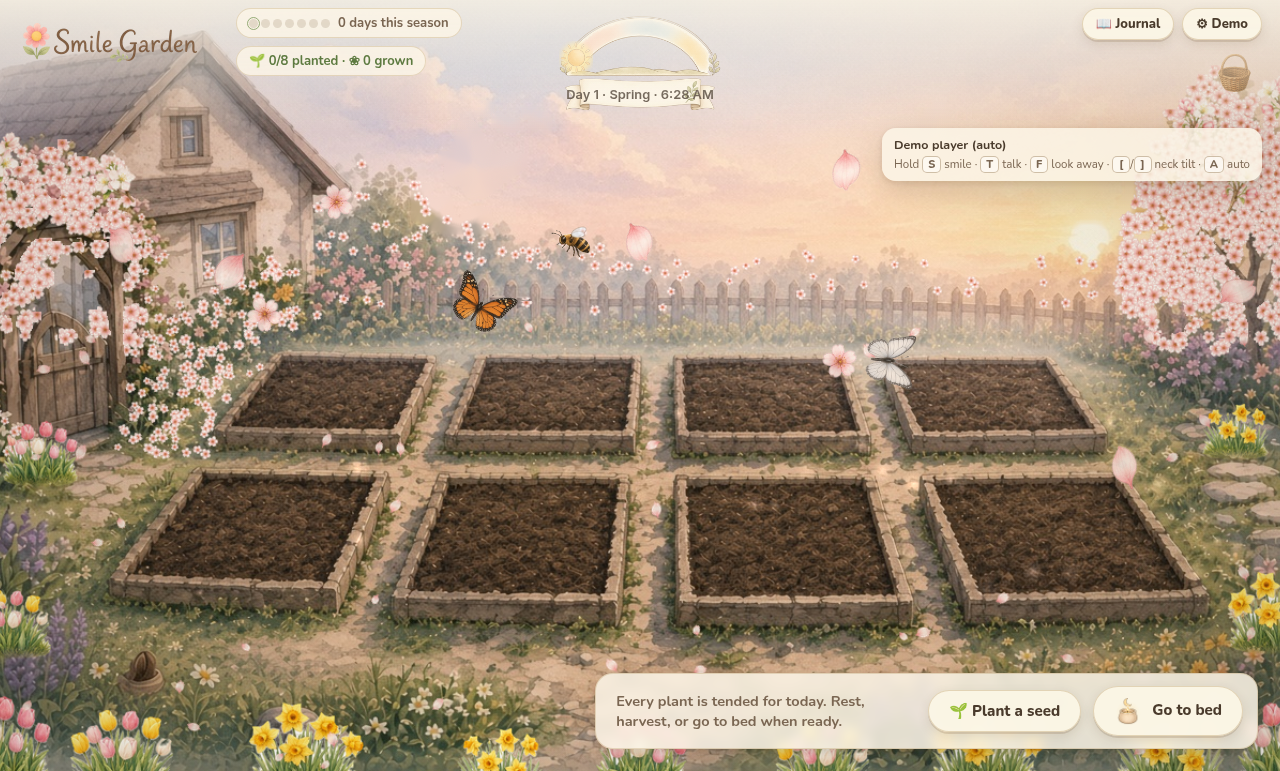 Smile Garden
0 days this season
🌱 0/8 planted · ❀ 0 grown
Day 1 · Spring · 6:28 AM
📖 Journal
⚙ Demo
Demo player (auto)
Hold S smile · T talk · F look away · [ / ] neck tilt · A auto
Every plant is tended for today. Rest,
harvest, or go to bed when ready.
🌱 Plant a seed
Go to bed